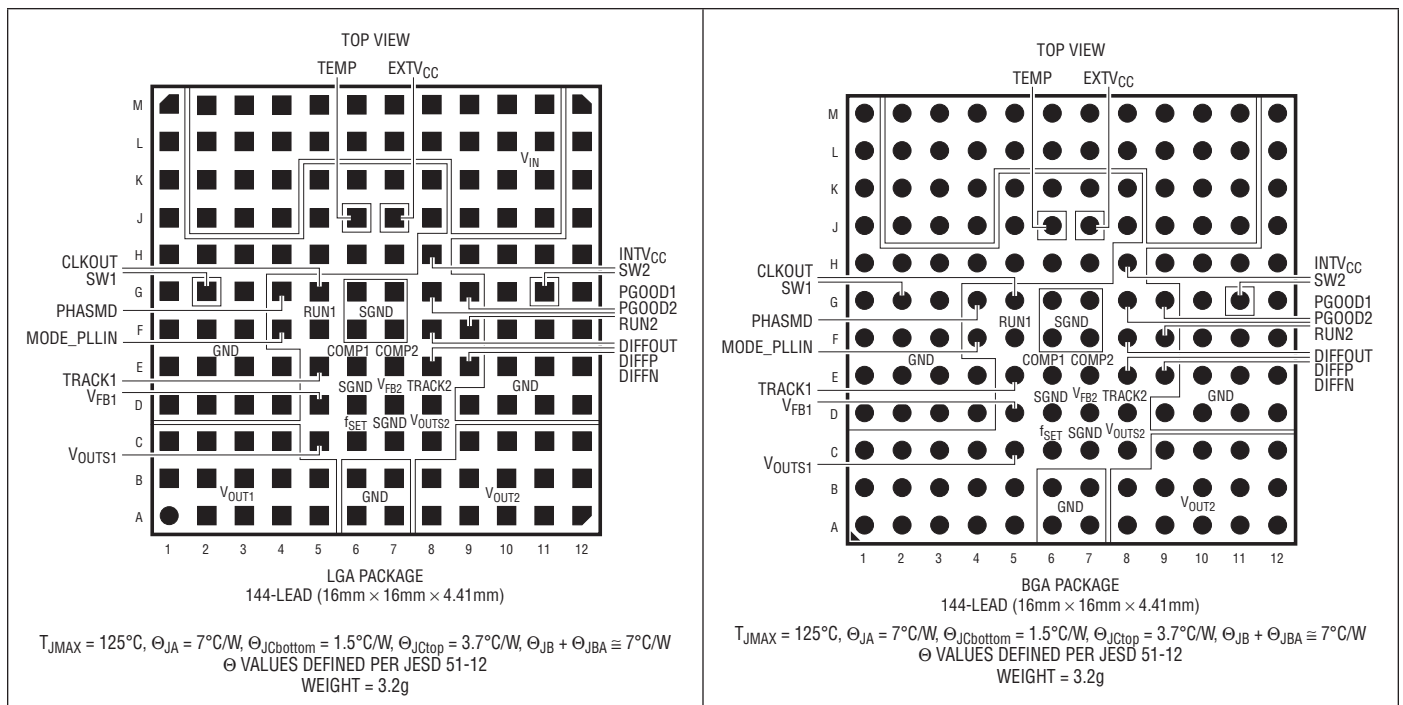 TOP VIEW
TEMP EXTVCC
M
L
VIN
K
J
H
CLKOUT
INTVCC
SW1
SW2
G
PGOOD1
PHASMD
RUN1 SGND
PGOOD2
RUN2
F
MODE_PLLIN
GND
COMP1 COMP2
DIFFOUT
DIFFP
E
TRACK1
DIFFN
SGND VFB2 TRACK2
GND
VFB1
D
fSET SGND VOUTS2
C
VOUTS1
B
VOUT1
GND
VOUT2
A
1 2 3 4 5 6 7 8 9 10 11 12
LGA PACKAGE
144-LEAD (16mm × 16mm × 4.41mm)
TJMAX = 125°C, ΘJA = 7°C/W, ΘJCbottom = 1.5°C/W, ΘJCtop = 3.7°C/W, ΘJB + ΘJBA ≅ 7°C/W
Θ VALUES DEFINED PER JESD 51-12
WEIGHT = 3.2g
TOP VIEW
TEMP EXTVCC
M
L
K
J
H
CLKOUT
INTVCC
SW1
SW2
G
PGOOD1
PHASMD
RUN1 SGND
PGOOD2
RUN2
F
MODE_PLLIN
GND
COMP1 COMP2
DIFFOUT
DIFFP
E
TRACK1
DIFFN
SGND VFB2 TRACK2
GND
VFB1
D
fSET SGND VOUTS2
C
VOUTS1
B
GND
VOUT2
A
1 2 3 4 5 6 7 8 9 10 11 12
BGA PACKAGE
144-LEAD (16mm × 16mm × 4.41mm)
TJMAX = 125°C, ΘJA = 7°C/W, ΘJCbottom = 1.5°C/W, ΘJCtop = 3.7°C/W, ΘJB + ΘJBA ≅ 7°C/W
Θ VALUES DEFINED PER JESD 51-12
WEIGHT = 3.2g